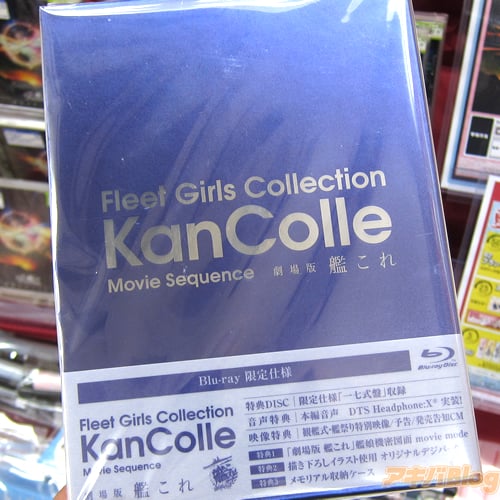 Fleet Girls Collection
KanColle
Movie Sequence 劇場版 艦これ
Blu-ray 限定仕様
Blu-ray Disc
Fleet Girls Collection
KanColle
Movie Sequence
劇場版 艦これ
特典DISC 限定仕様「一七式盤」収録
音声特典 本編音声 DTS Headphone:X® 実装!
映像特典 観艦式・艦祭り特別映像/予告/発売告知CM
特典1 「劇場版 艦これ」艦娘機密図面 movie mode
特典2 描き下ろしイラスト使用 オリジナルデジパック
特典3 メモリアル収納ケース
アキバBlog